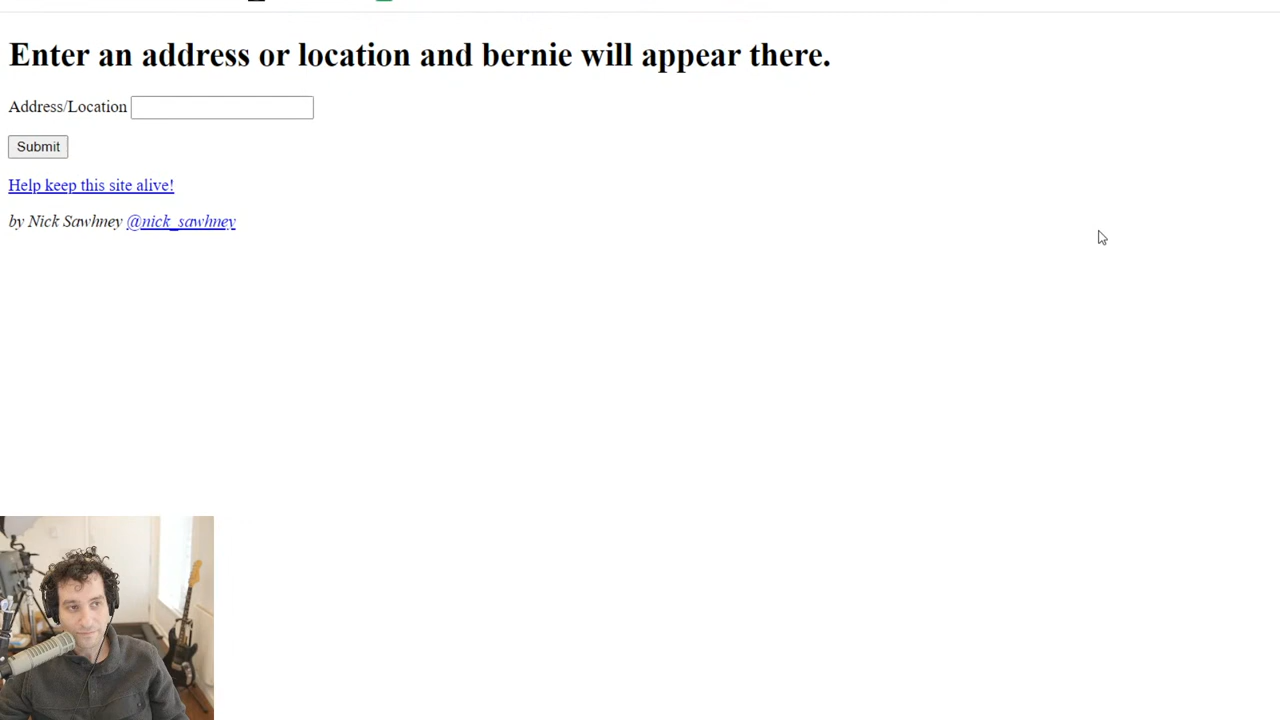 Enter an address or location and bernie will appear there.
Address/Location
Submit
Help keep this site alive!
by Nick Sawhney @nick_sawhney